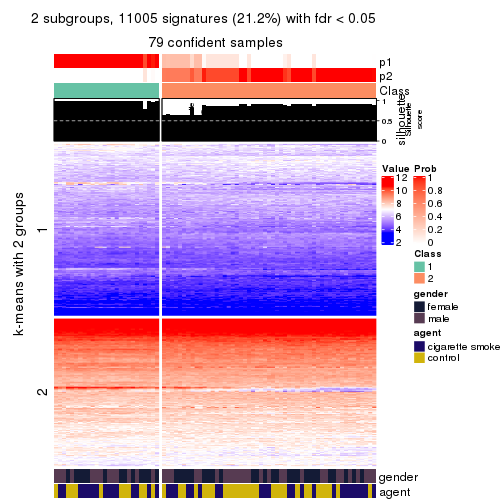 2 subgroups, 11005 signatures (21.2%) with fdr < 0.05
79 confident samples
p1
p2
Class
1
0.5
0
silhouette
Silhouette
score
k-means with 2 groups
1
2
Value
12
10
8
6
4
2
Prob
1
0.8
0.6
0.4
0.2
0
Class
1
2
gender
female
male
agent
cigarette smoke
control
gender
agent